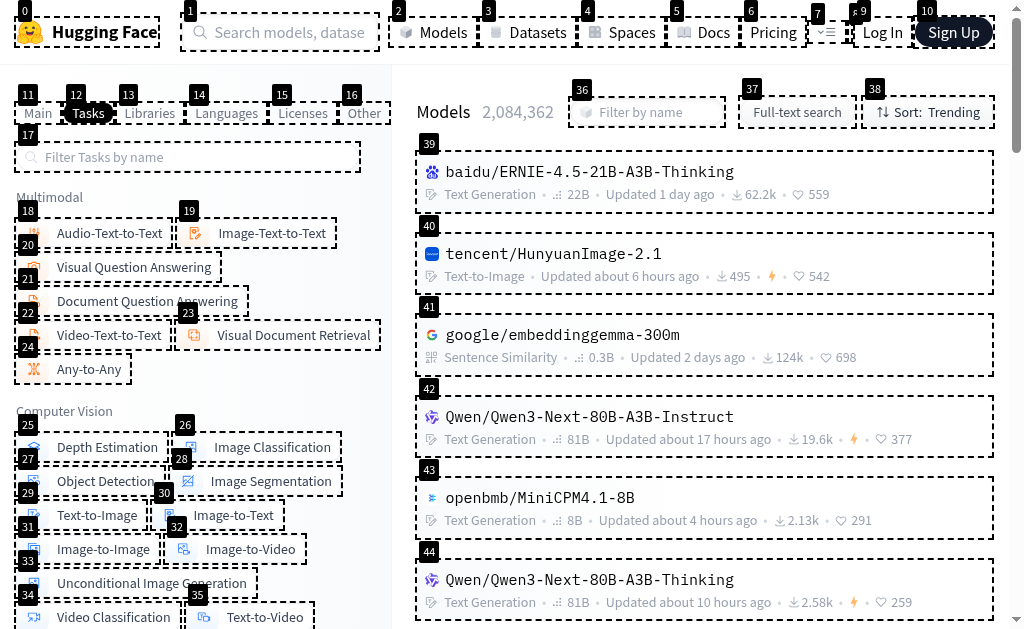 0 1 2 3 4 5 6 7 8 9 10
Hugging Face Search models, datase Models Datasets Spaces Docs Pricing Log In Sign Up
11 12 13 14 15 16
Main Tasks Libraries Languages Licenses Other
17
Filter Tasks by name
Multimodal
18 19
Audio-Text-to-Text Image-Text-to-Text
20
Visual Question Answering
21
Document Question Answering
22 23
Video-Text-to-Text Visual Document Retrieval
24
Any-to-Any
Computer Vision
25 26
Depth Estimation Image Classification
27 28
Object Detection Image Segmentation
29 30
Text-to-Image Image-to-Text
31 32
Image-to-Image Image-to-Video
33
Unconditional Image Generation
34 35
Video Classification Text-to-Video
36 37 38
Models 2,084,362 Filter by name Full-text search Sort: Trending
39
baidu/ERNIE-4.5-21B-A3B-Thinking
Text Generation • 22B • Updated 1 day ago • 62.2k • 559
40
tencent/HunyuanImage-2.1
Text-to-Image • Updated about 6 hours ago • 495 • • 542
41
google/embeddinggemma-300m
Sentence Similarity • 0.3B • Updated 2 days ago • 124k • 698
42
Qwen/Qwen3-Next-80B-A3B-Instruct
Text Generation • 81B • Updated about 17 hours ago • 19.6k • • 377
43
openbmb/MiniCPM4.1-8B
Text Generation • 8B • Updated about 4 hours ago • 2.13k • 291
44
Qwen/Qwen3-Next-80B-A3B-Thinking
Text Generation • 81B • Updated about 10 hours ago • 2.58k • • 259